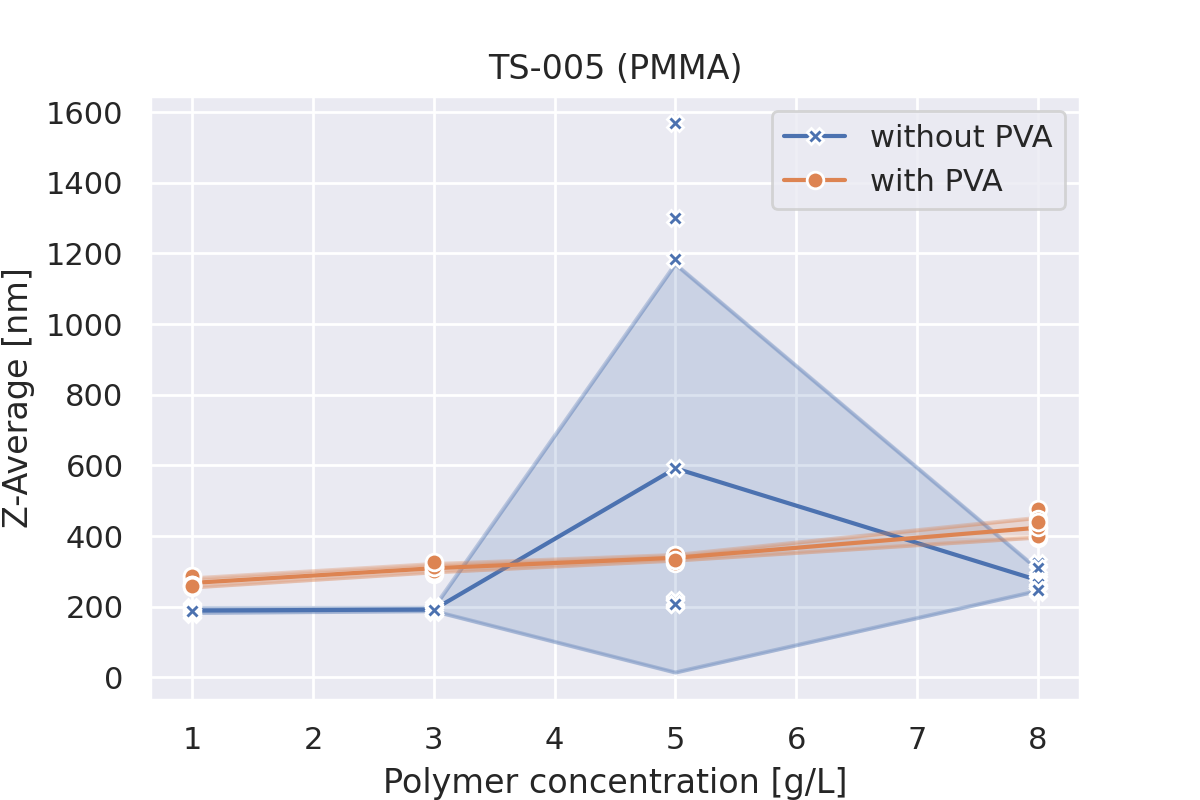 TS-005 (PMMA)
1600
1400
1200
1000
800
600
400
200
0
Z-Average [nm]
without PVA
with PVA
1 2 3 4 5 6 7 8
Polymer concentration [g/L]